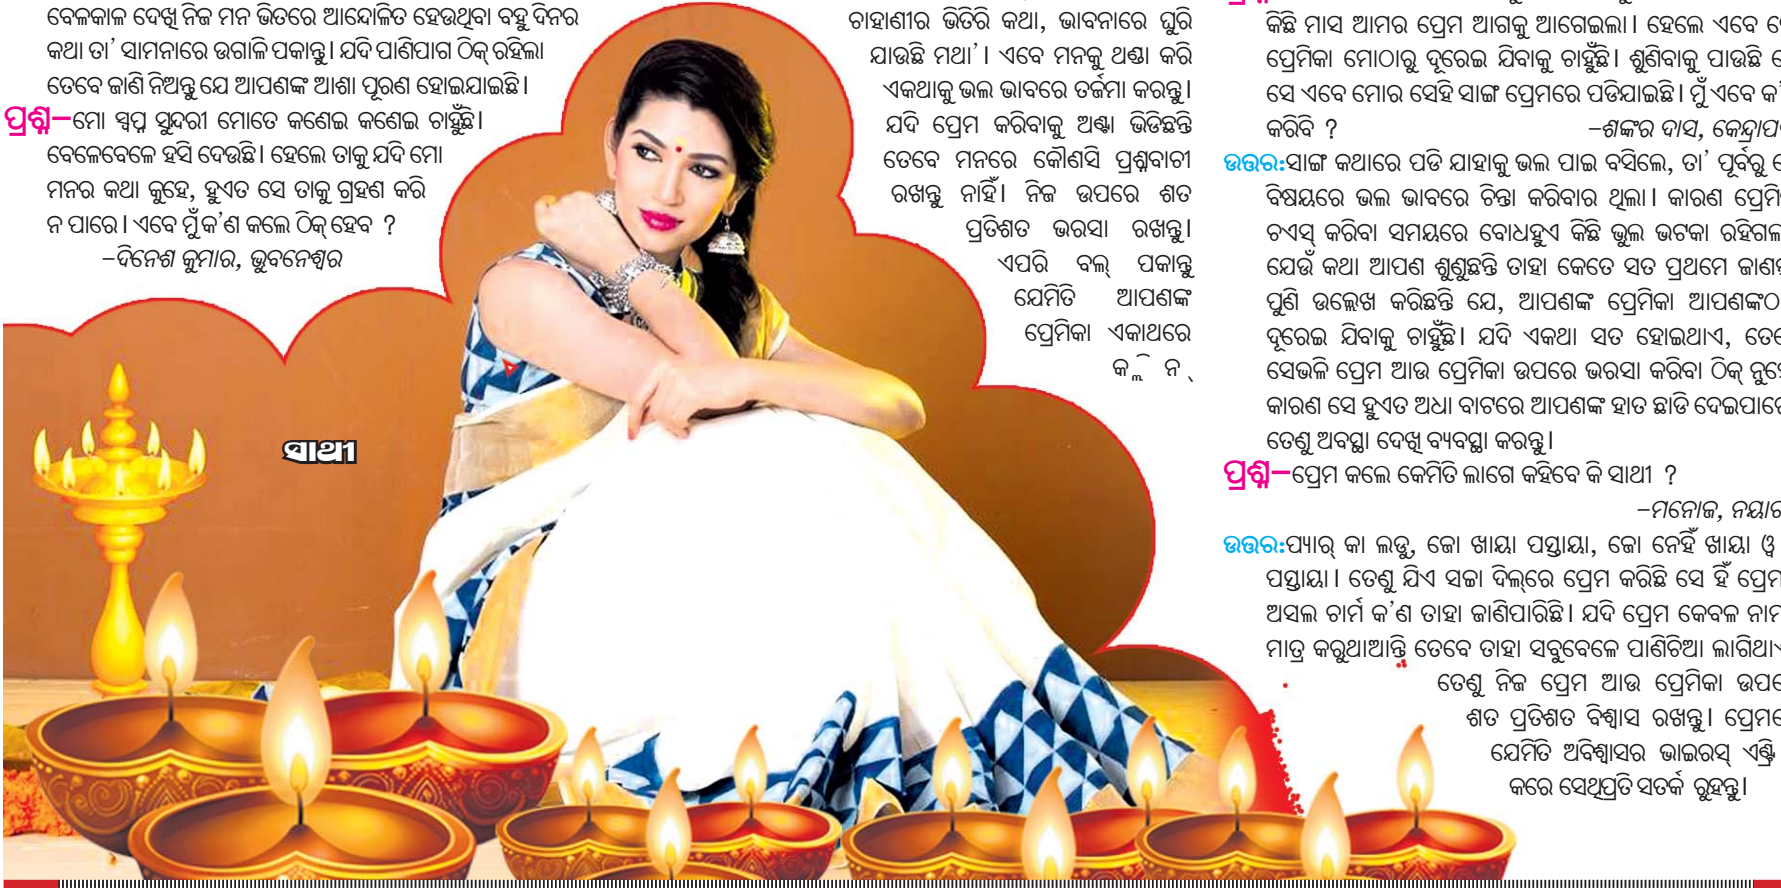 ବେଳକାଳ ଦେଖି ନିଜ ମନ ଭିତରେ ଆନ୍ଦୋଳିତ ହେଉଥିବା ବହୁ ଦିନର
କଥା ତା' ସାମନାରେ ଉଗାଳି ପକାନ୍ତୁ। ଯଦି ପାଣିପାଗ ଠିକ୍ ରହିଲା
ତେବେ ଜାଣି ନିଅନ୍ତୁ ଯେ ଆପଣଙ୍କ ଆଶା ପୂରଣ ହୋଇଯାଇଛି।
ପ୍ରଶ୍ନ–ମୋ ସ୍ୱପ୍ନ ସୁନ୍ଦରୀ ମୋତେ କଣେଇ କଣେଇ ଚାହୁଁଛି।
ବେଳେବେଳେ ହସି ଦେଉଛି। ହେଲେ ତାକୁ ଯଦି ମୋ
ମନର କଥା କୁହେ, ହୁଏତ ସେ ତାକୁ ଗ୍ରହଣ କରି
ନ ପାରେ। ଏବେ ମୁଁ କ'ଣ କଲେ ଠିକ୍ ହେବ ?
–ଦିନେଶ କୁମାର, ଭୁବନେଶ୍ୱର
ସାଥୀ
ଚାହାଣୀର ଭିତିରି କଥା, ଭାବନାରେ ଘୁରି
ଯାଉଛି ମଥା'। ଏବେ ମନକୁ ଥଣ୍ଡା କରି
ଏକଥାକୁ ଭଲ ଭାବରେ ତର୍ଜମା କରନ୍ତୁ।
ଯଦି ପ୍ରେମ କରିବାକୁ ଅଣ୍ଟା ଭିଡିଛନ୍ତି
ତେବେ ମନରେ କୌଣସି ପ୍ରଶ୍ନବାଚୀ
ରଖନ୍ତୁ ନାହିଁ। ନିଜ ଉପରେ ଶତ
ପ୍ରତିଶତ ଭରସା ରଖନ୍ତୁ।
ଏପରି ବଲ୍ ପକାନ୍ତୁ
ଯେମିତି ଆପଣଙ୍କ
ପ୍ରେମିକା ଏକାଥରେ
କିଛି ମାସ ଆମର ପ୍ରେମ ଆଗକୁ ଆଗେଇଲା। ହେଲେ ଏବେ
ପ୍ରେମିକା ମୋଠାରୁ ଦୂରେଇ ଯିବାକୁ ଚାହୁଁଛି। ଶୁଣିବାକୁ ପାଉଛି
ସେ ଏବେ ମୋର ସେହି ସାଙ୍ଗ ପ୍ରେମରେ ପଡିଯାଇଛି। ମୁଁ ଏବେ
କରିବି ? –ଶଙ୍କର ଦାସ,
ଉତ୍ତର:ସାଙ୍ଗ କଥାରେ ପଡି ଯାହାକୁ ଭଲ ପାଇ ବସିଲେ, ତା' ପୂର୍ବରୁ
ବିଷୟରେ ଭଲ ଭାବରେ ଚିନ୍ତା କରିବାର ଥିଲା। କାରଣ
ଚଏସ୍ କରିବା ସମୟରେ ବୋଧହୁଏ କିଛି ଭୁଲ ଭଟକା
ଯେଉଁ କଥା ଆପଣ ଶୁଣୁଛନ୍ତି ତାହା କେତେ ସତ ପ୍ରଥମେ
ପୁଣି ଉଲ୍ଲେଖ କରିଛନ୍ତି ଯେ, ଆପଣଙ୍କ ପ୍ରେମିକା
ଦୂରେଇ ଯିବାକୁ ଚାହୁଁଛି। ଯଦି ଏକଥା ସତ ହୋଇଥାଏ,
ସେଭଳି ପ୍ରେମ ଆଉ ପ୍ରେମିକା ଉପରେ ଭରସା କରିବା ଠିକ୍
କାରଣ ସେ ହୁଏତ ଅଧା ବାଟରେ ଆପଣଙ୍କ ହାତ ଛାଡି
ତେଣୁ ଅବସ୍ଥା ଦେଖି ବ୍ୟବସ୍ଥା କରନ୍ତୁ।
ପ୍ରଶ୍ନ–ପ୍ରେମ କଲେ କେମିତି ଲାଗେ କହିବେ କି ସାଥୀ ?
–ମନୋଜ,
ଉତ୍ତର:ପ୍ୟାର୍ କା ଲଡୁ, ଜୋ ଖାୟା ପସ୍ତାୟା, ଜୋ ନେହିଁ ଖାୟା ଓ୍ୱ
ପସ୍ତାୟା। ତେଣୁ ଯିଏ ସଚ୍ଚା ଦିଲ୍‌ରେ ପ୍ରେମ କରିଛି ସେ ହିଁ
ଅସଲ ଚାର୍ମ କ'ଣ ତାହା ଜାଣିପାରିଛି। ଯଦି ପ୍ରେମ କେବଳ
ମାତ୍ର କରୁଥାଆନ୍ତି ତେବେ ତାହା ସବୁବେଳେ ପାଣିଚିଆ
ତେଣୁ ନିଜ ପ୍ରେମ ଆଉ ପ୍ରେମିକା
ଶତ ପ୍ରତିଶତ ବିଶ୍ୱାସ ରଖନ୍ତୁ।
ଯେମିତି ଅବିଶ୍ୱାସର ଭାଇରସ୍ ଏଣ୍ଟ୍ରି
କରେ ସେଥିପ୍ରତି ସତର୍କ ରୁହନ୍ତୁ।